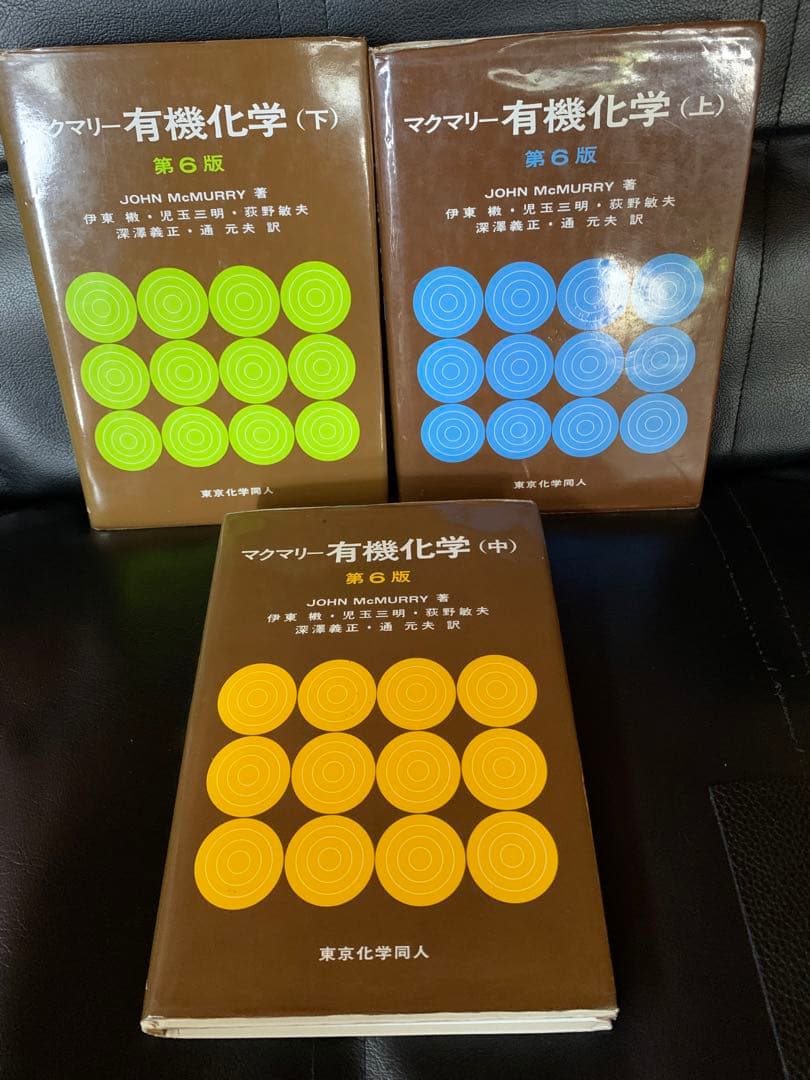 クマリー有機化学(下)
第6版
JOHN McMURRY 著
伊東 橳・児玉三明・荻野敏夫
深澤義正・通 元夫 訳
東京化学同人
マクマリー有機化学(上)
第6版
JOHN McMURRY 著
伊東 橳・児玉三明・荻野敏夫
深澤義正・通 元夫 訳
東京化学同人
マクマリー有機化学(中)
第6版
JOHN McMURRY 著
伊東 橳・児玉三明・荻野敏夫
深澤義正・通 元夫 訳
東京化学同人